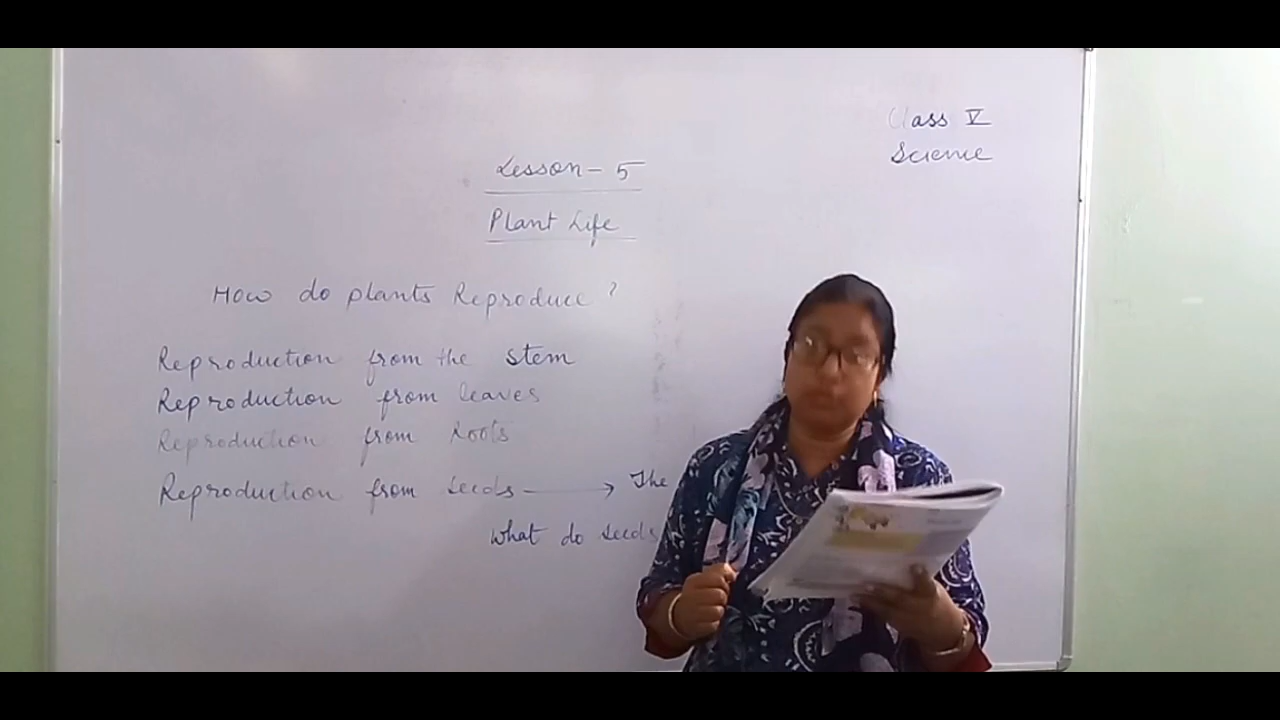 Class V
Science
Lesson - 5
Plant Life
How do plants Reproduce ?
Reproduction from the stem
Reproduction from leaves
Reproduction from Roots
Reproduction from seeds → The
What do seeds